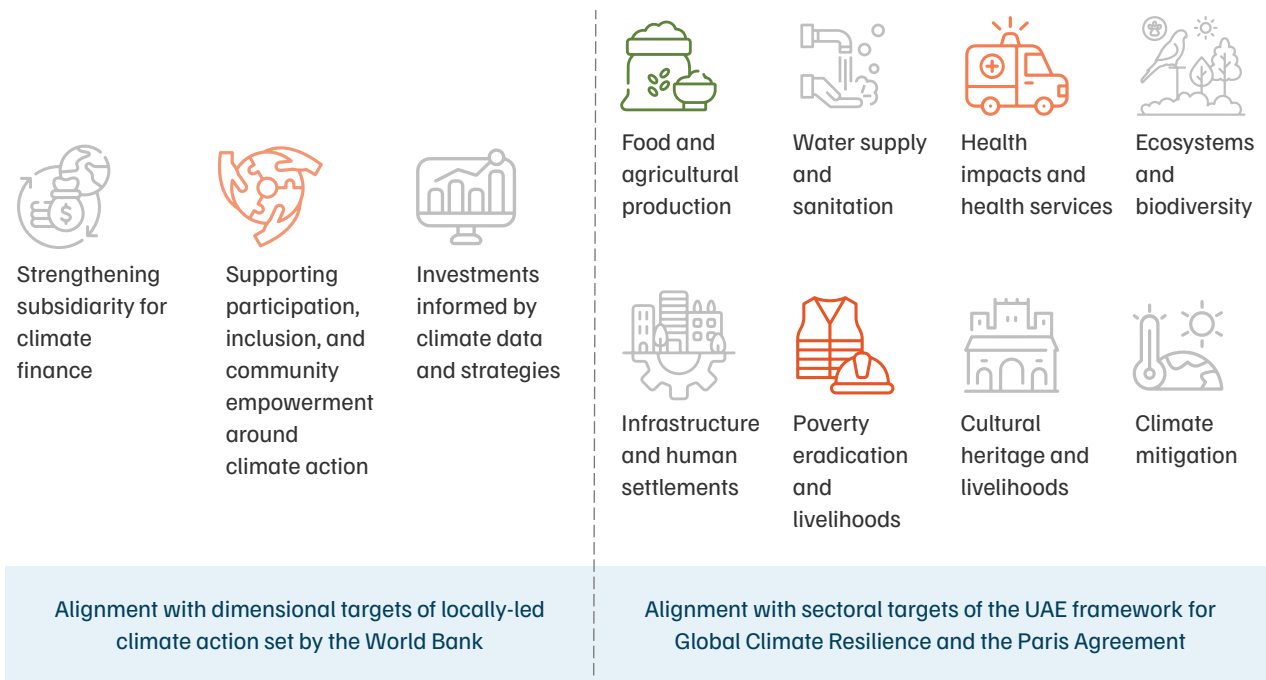 Strengthening
subsidiarity for
climate
finance
Supporting
participation,
inclusion, and
community
empowerment
around
climate action
Investments
informed by
climate data
and strategies
Alignment with dimensional targets of locally-led
climate action set by the World Bank
Food and
agricultural
production
Water supply
and
sanitation
Health
impacts and
health services
Ecosystems
and
biodiversity
Infrastructure
and human
settlements
Poverty
eradication
and
livelihoods
Cultural
heritage and
livelihoods
Climate
mitigation
Alignment with sectoral targets of the UAE framework for
Global Climate Resilience and the Paris Agreement